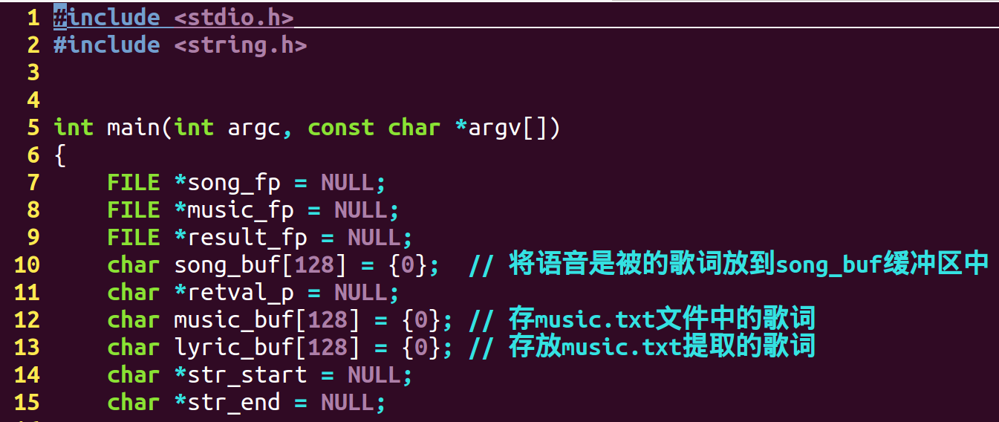 1 #include <stdio.h>
2 #include <string.h>
3
4
5 int main(int argc, const char *argv[])
6 {
7     FILE *song_fp = NULL;
8     FILE *music_fp = NULL;
9     FILE *result_fp = NULL;
10     char song_buf[128] = {0};  // 将语音是被的歌词放到song_buf缓冲区中
11     char *retval_p = NULL;
12     char music_buf[128] = {0}; // 存music.txt文件中的歌词
13     char lyric_buf[128] = {0}; // 存放music.txt提取的歌词
14     char *str_start = NULL;
15     char *str_end = NULL;